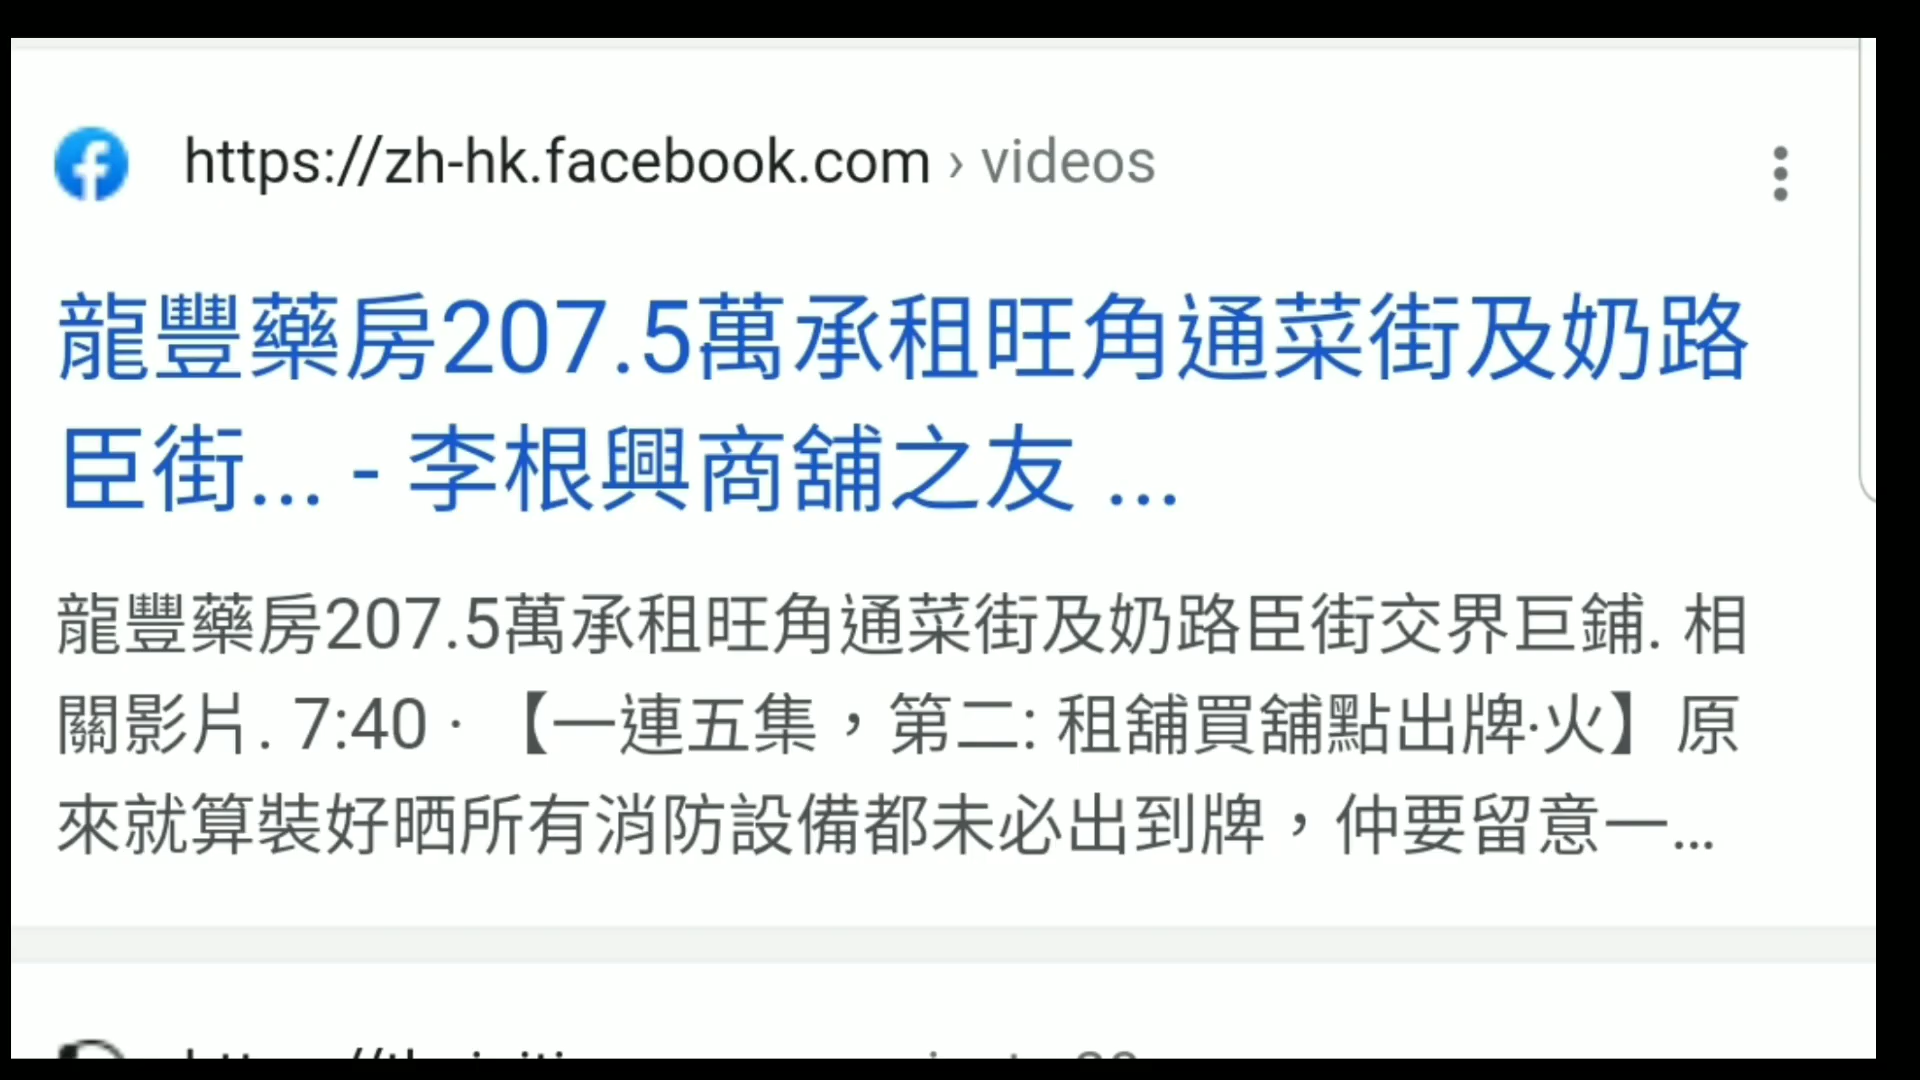 https://zh-hk.facebook.com › videos
龍豐藥房207.5萬承租旺角通菜街及奶路
臣街... - 李根興商舖之友 ...
龍豐藥房207.5萬承租旺角通菜街及奶路臣街交界巨鋪. 相
關影片. 7:40 · 【一連五集，第二: 租舖買舖點出牌·火】原
來就算裝好晒所有消防設備都未必出到牌，仲要留意一...